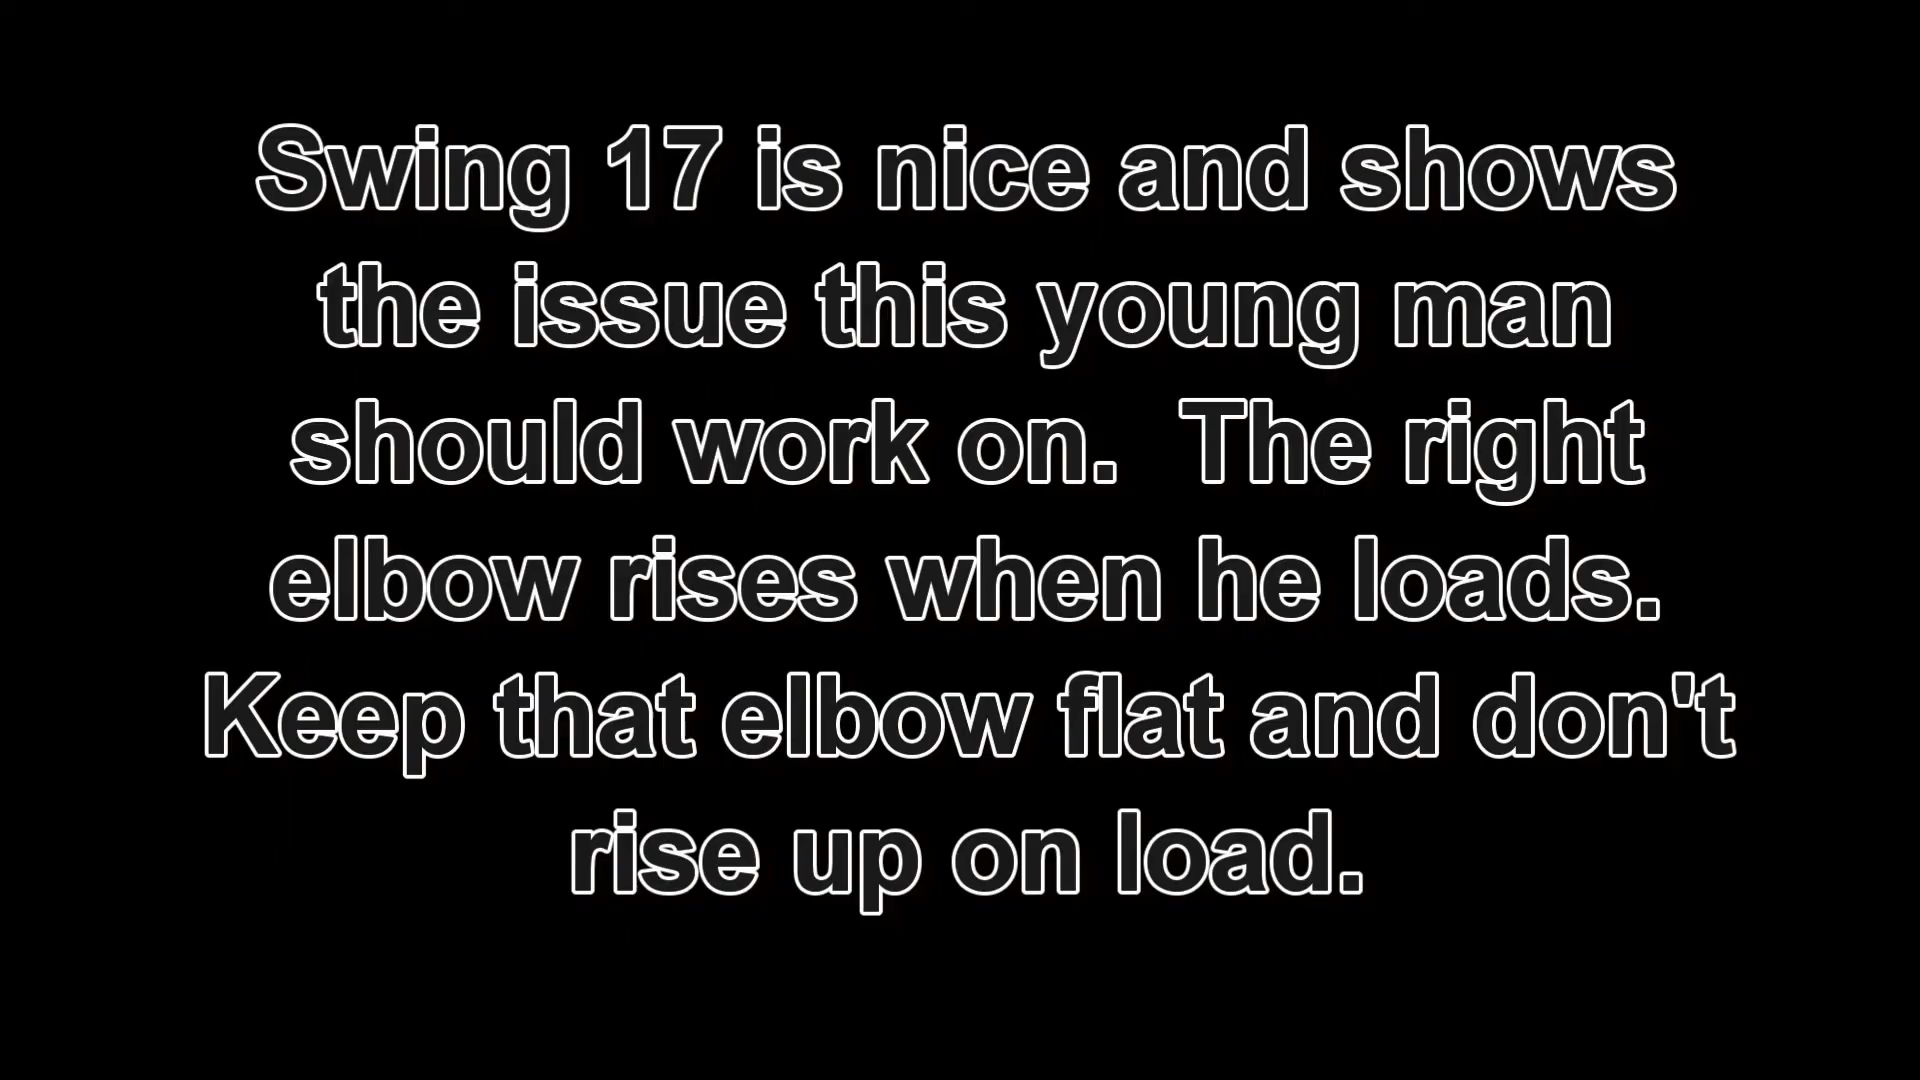 Swing 17 is nice and shows
the issue this young man
should work on.  The right
elbow rises when he loads.
Keep that elbow flat and don't
rise up on load.